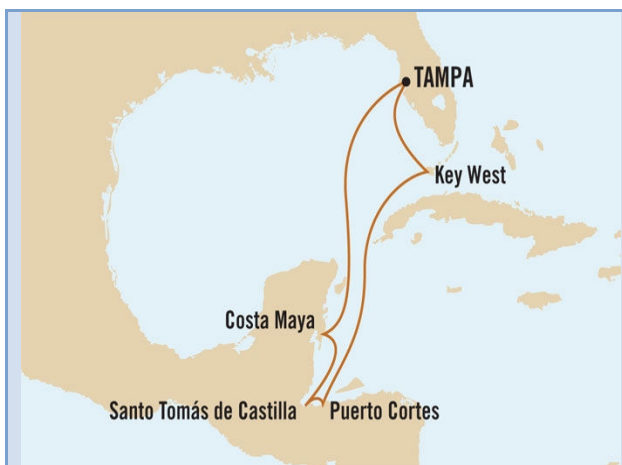 TAMPA
Key West
Costa Maya
Santo Tomás de Castilla
Puerto Cortes